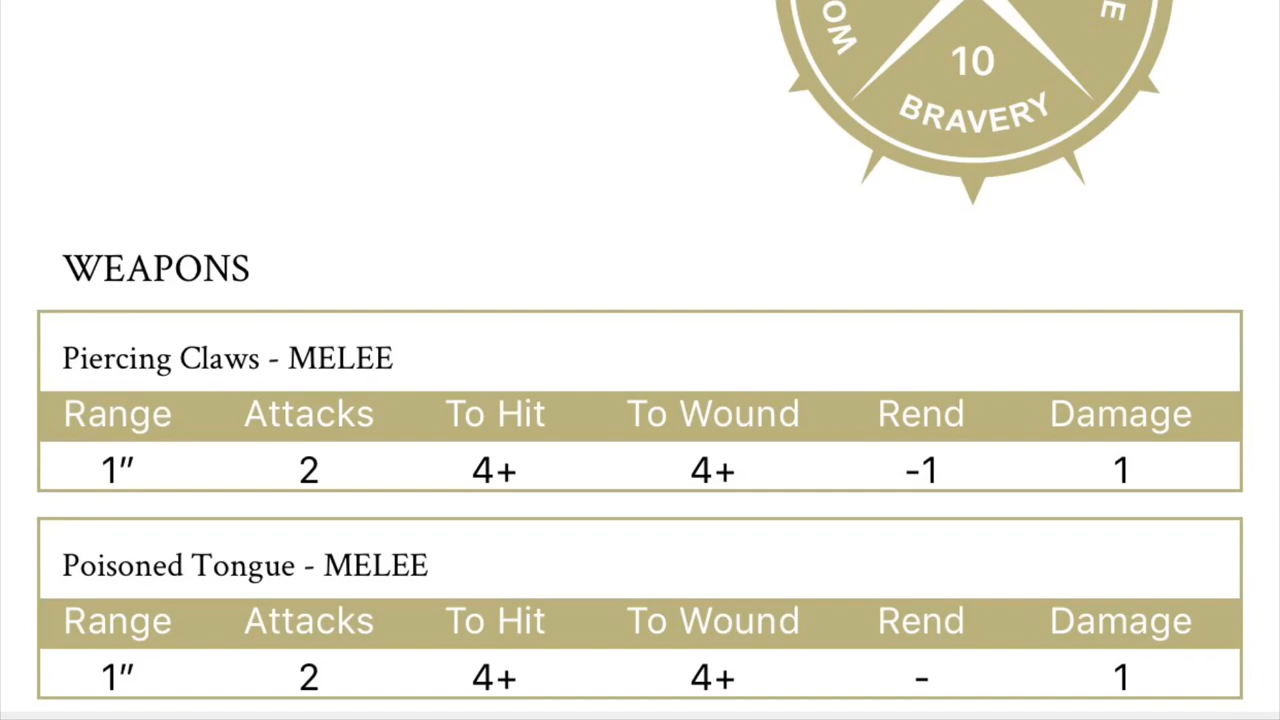 10
BRAVERY
WEAPONS
Piercing Claws - MELEE
Range Attacks To Hit To Wound Rend Damage
1" 2 4+ 4+ -1 1
Poisoned Tongue - MELEE
Range Attacks To Hit To Wound Rend Damage
1" 2 4+ 4+ - 1